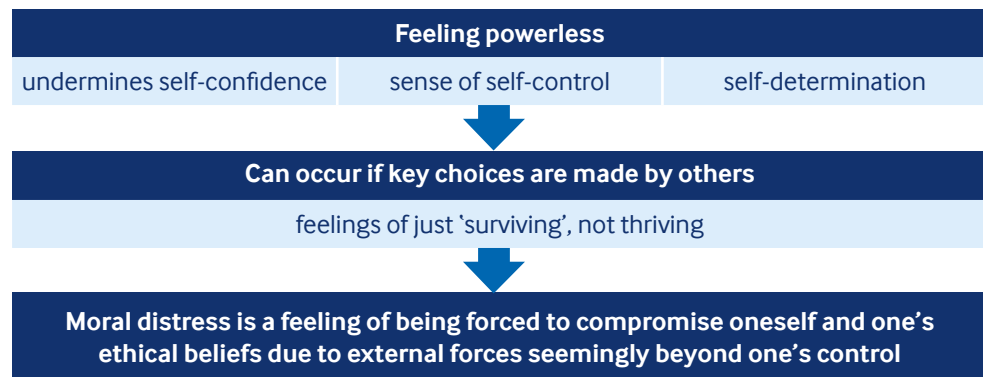 Feeling powerless
undermines self-confidence
sense of self-control
self-determination
Can occur if key choices are made by others
feelings of just ‘surviving’, not thriving
Moral distress is a feeling of being forced to compromise oneself and one’s
ethical beliefs due to external forces seemingly beyond one’s control